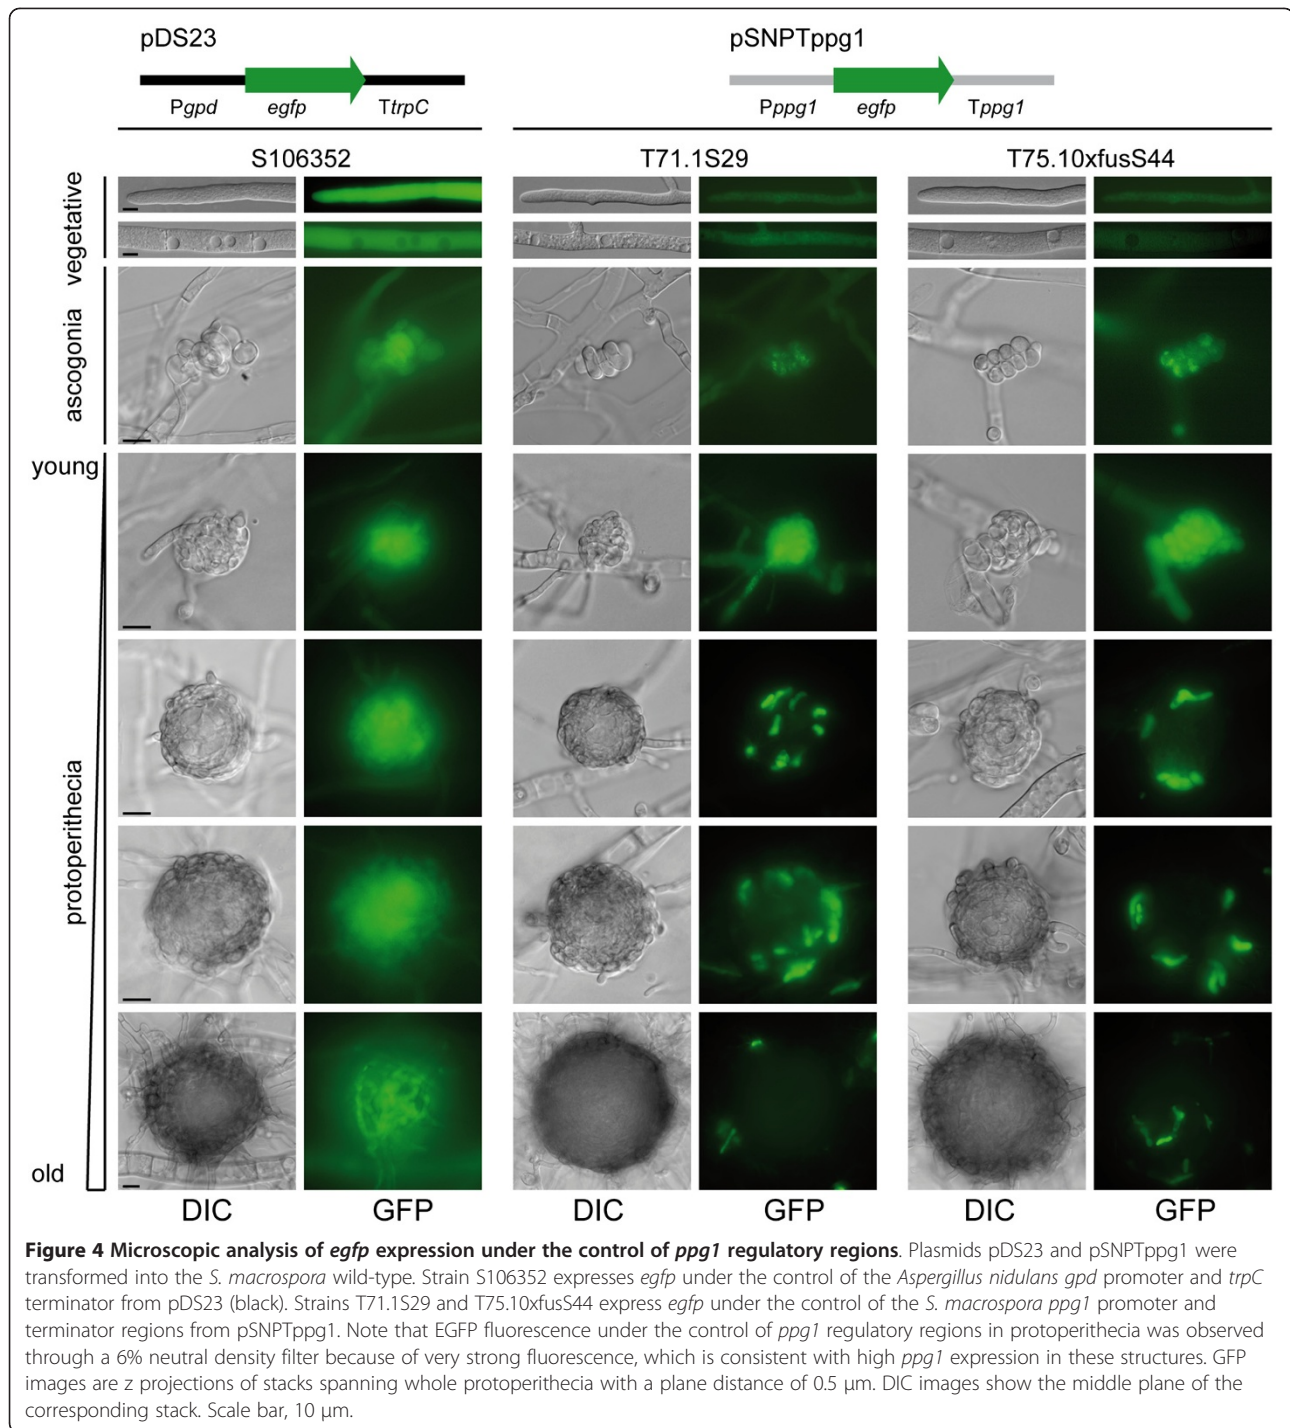 pDS23
pSNPTppg1
Pgpd egfp TtrpC
Pppg1 egfp Tppg1
S106352
T71.1S29
T75.10xfusS44
vegetative
ascogonia
young
protoperithecia
old
DIC GFP DIC GFP DIC GFP
Figure 4 Microscopic analysis of egfp expression under the control of ppg1 regulatory regions. Plasmids pDS23 and pSNPTppg1 were
transformed into the S. macrospora wild-type. Strain S106352 expresses egfp under the control of the Aspergillus nidulans gpd promoter and trpC
terminator from pDS23 (black). Strains T71.1S29 and T75.10xfusS44 express egfp under the control of the S. macrospora ppg1 promoter and
terminator regions from pSNPTppg1. Note that EGFP fluorescence under the control of ppg1 regulatory regions in protoperithecia was observed
through a 6% neutral density filter because of very strong fluorescence, which is consistent with high ppg1 expression in these structures. GFP
images are z projections of stacks spanning whole protoperithecia with a plane distance of 0.5 μm. DIC images show the middle plane of the
corresponding stack. Scale bar, 10 μm.